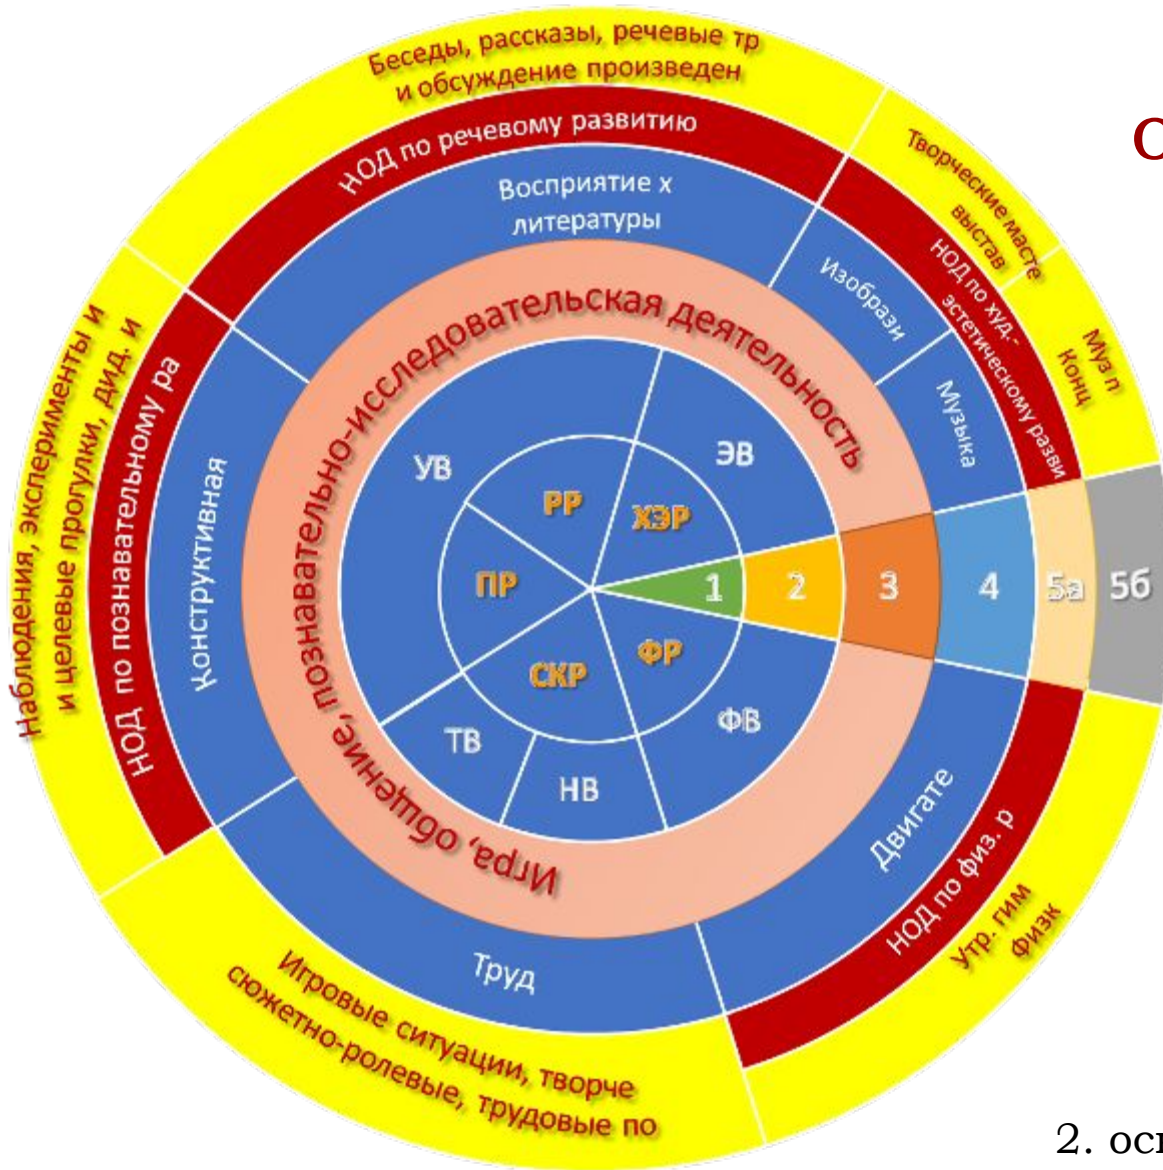 Беседы, рассказы, речевые тр
и обсуждение произведен
НОД по речевому развитию
Восприятие х
литературы
Творческие масте
выстав
НОД по худ.-
эстетическому разви
Изобрази
Музыка
Муз п
Конц
С
Наблюдения, эксперименты и
и целевые прогулки, дид. и
НОД по познавательному ра
Конструктивная
Игра, общение, познавательно-исследовательская деятельность
УВ
ЭВ
РР
ХЭР
ПР
1
2
3
4
5а
5б
СКР
ФР
ТВ
НВ
ФВ
Труд
Двигате
НОД по физ. р
Утр. гим
физк
Игровые ситуации, творче
сюжетно-ролевые, трудовые по
2. осн